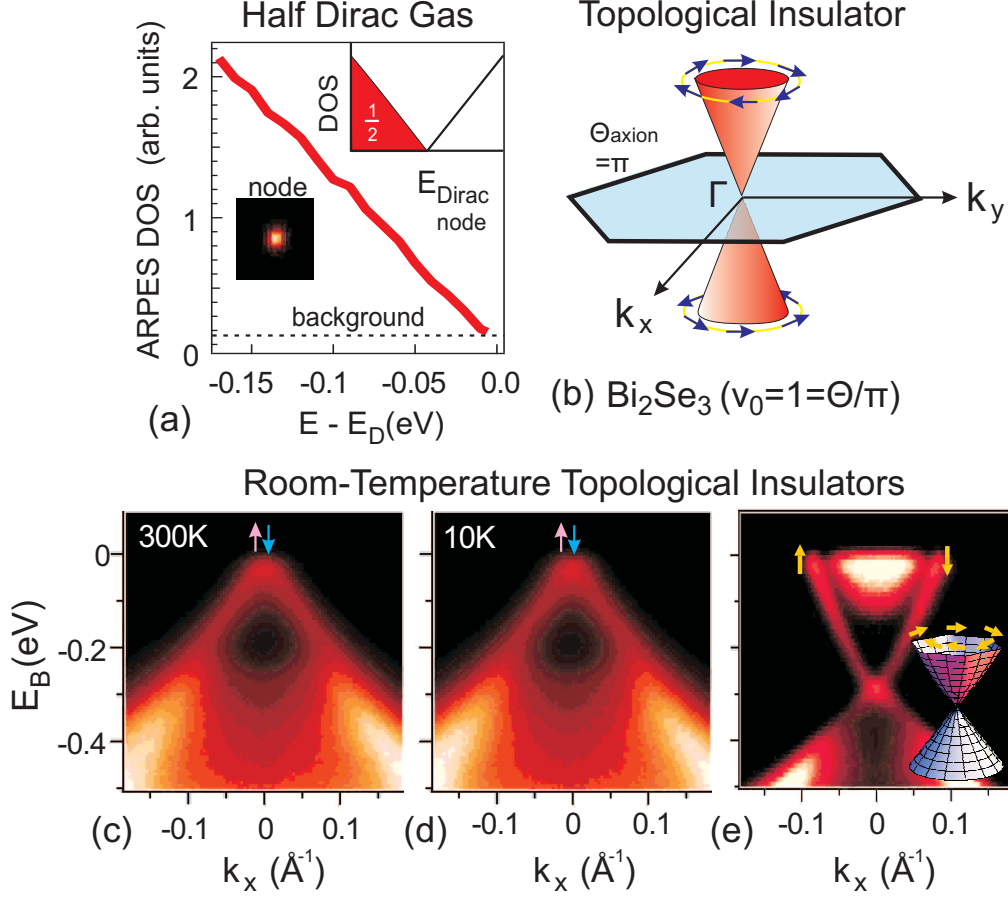 Half Dirac Gas
Topological Insulator
ARPES DOS (arb. units)
2
1
0
DOS
1
2
E Dirac
node
node
background
-0.15
-0.1
-0.05
0.0
(a)
E - E_D(eV)
Θaxion
=π
Γ
k_y
k_x
(b) Bi₂Se₃ (ν₀=1=Θ/π)
Room-Temperature Topological Insulators
300K
10K
E_B(eV)
0
-0.2
-0.4
(c)
-0.1
0
0.1
k_x (Å⁻¹)
(d)
-0.1
0
0.1
k_x (Å⁻¹)
(e)
-0.1
0
0.1
k_x (Å⁻¹)